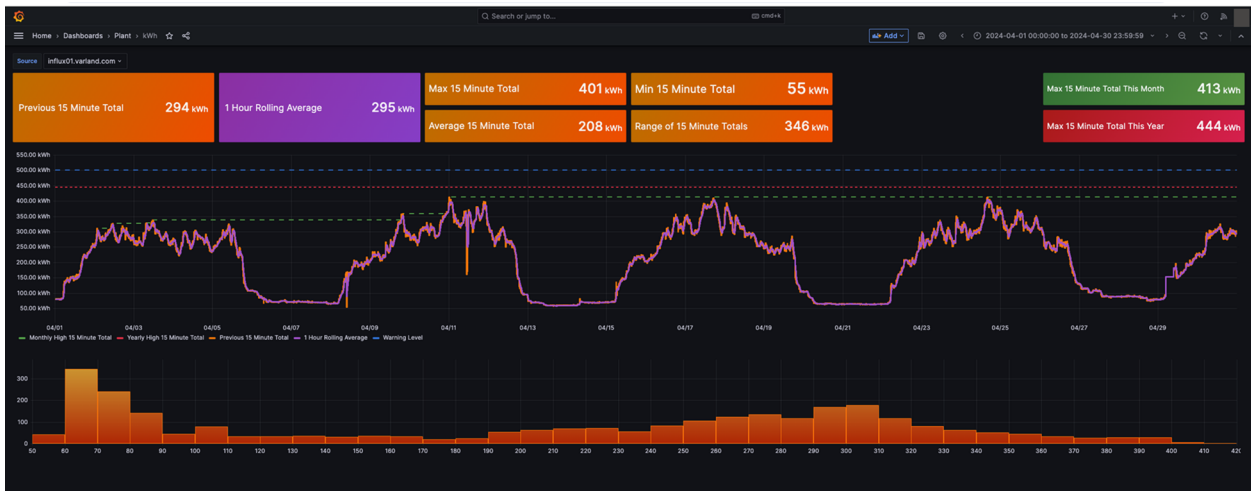 Search or jump to...
cmd+k
Home › Dashboards › Plant › kWh
Add
2024-04-01 00:00:00 to 2024-04-30 23:59:59
Source
influx01.varland.com
Previous 15 Minute Total 294 kWh
1 Hour Rolling Average 295 kWh
Max 15 Minute Total 401 kWh
Average 15 Minute Total 208 kWh
Min 15 Minute Total 55 kWh
Range of 15 Minute Totals 346 kWh
Max 15 Minute Total This Month 413 kWh
Max 15 Minute Total This Year 444 kWh
550.00 kWh
500.00 kWh
450.00 kWh
400.00 kWh
350.00 kWh
300.00 kWh
250.00 kWh
200.00 kWh
150.00 kWh
100.00 kWh
50.00 kWh
04/01 04/03 04/05 04/07 04/09 04/11 04/13 04/15 04/17 04/19 04/21 04/23 04/25 04/27 04/29
Monthly High 15 Minute Total Yearly High 15 Minute Total Previous 15 Minute Total 1 Hour Rolling Average Warning Level
300
200
100
0
50 60 70 80 90 100 110 120 130 140 150 160 170 180 190 200 210 220 230 240 250 260 270 280 290 300 310 320 330 340 350 360 370 380 390 400 410